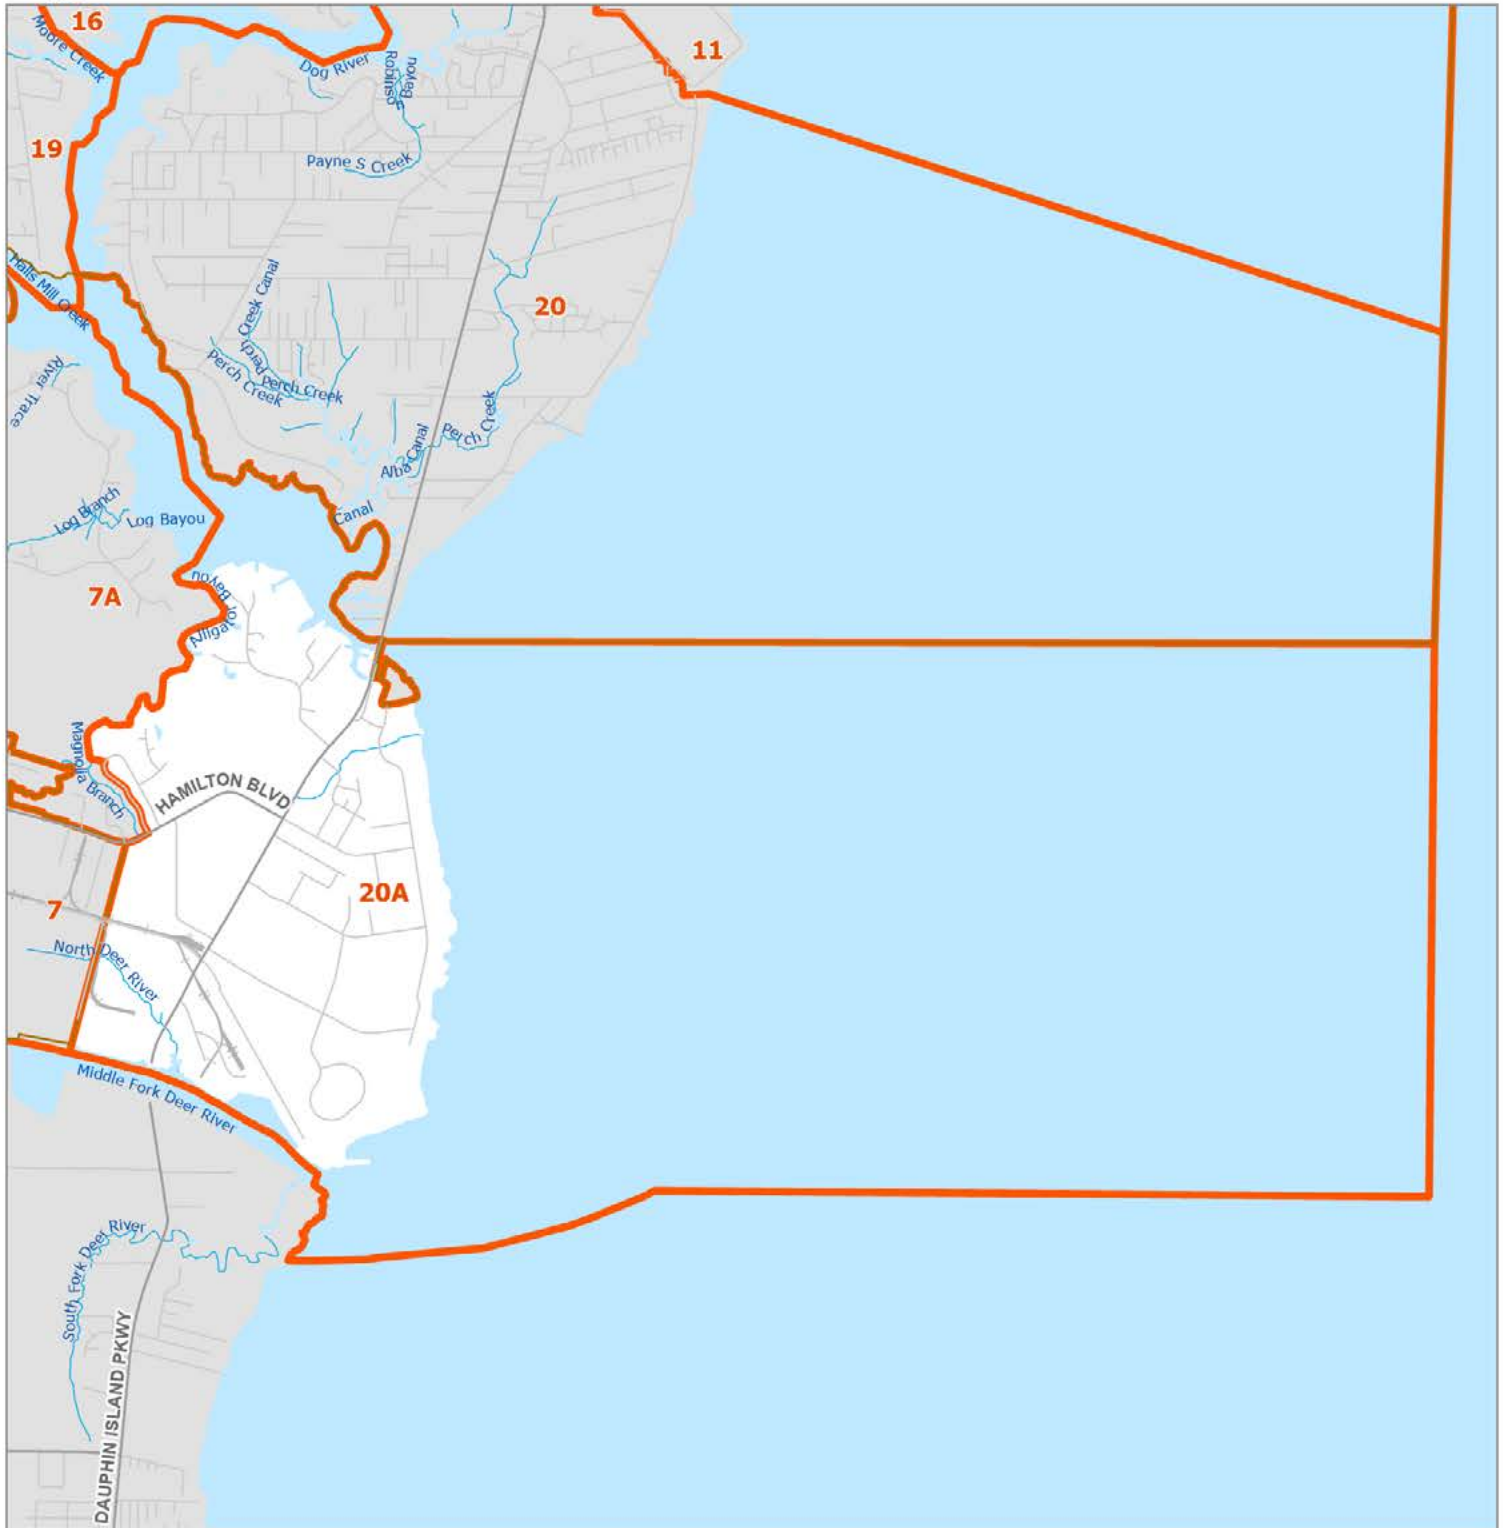 16
Moore Creek
11
Dog River
Robinso
n
Bayou
19
Payne S Creek
Halls Mill Creek
Creek Canal
Perch
20
Perch Creek
Perch Creek
River Trace
Perch Creek
Alba Canal
Canal
Log Branch
Log Bayou
7A
Alligator Bayou
Magnolia
Branch
HAMILTON BLVD
20A
7
North Deer River
Middle Fork Deer River
South Fork Deer River
DAUPHIN ISLAND PKWY